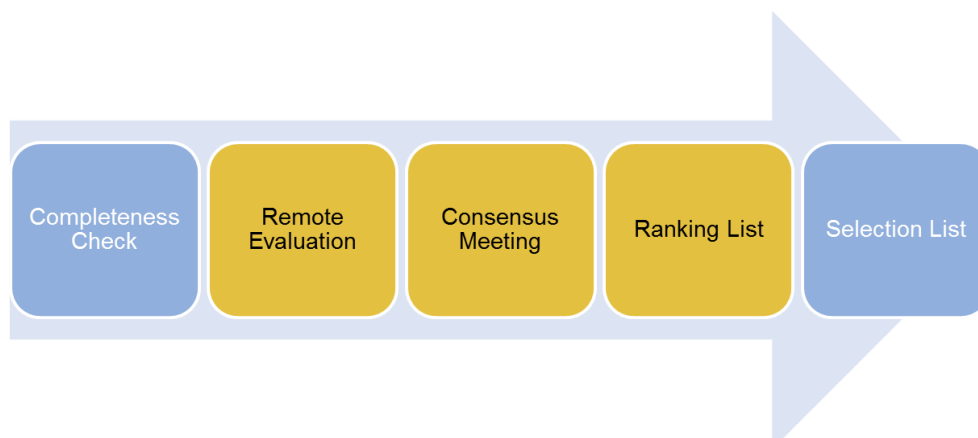 Completeness
Check
Remote
Evaluation
Consensus
Meeting
Ranking List
Selection List